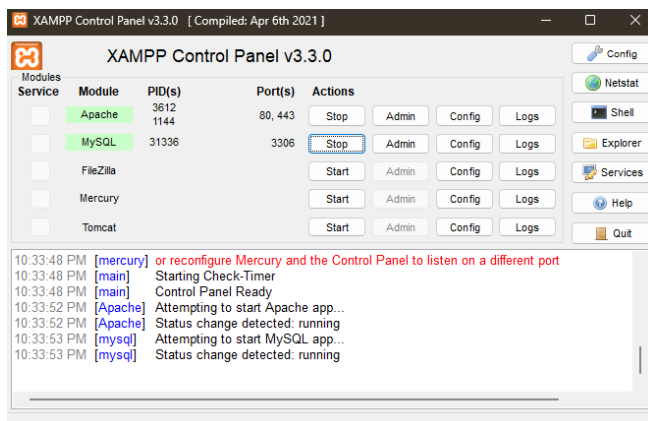 XAMPP Control Panel v3.3.0 [ Compiled: Apr 6th 2021 ]
XAMPP Control Panel v3.3.0
Config
Modules
Service Module PID(s) Port(s) Actions
Netstat
Apache 3612 1144 80, 443 Stop Admin Config Logs
Shell
MySQL 31336 3306 Stop Admin Config Logs
Explorer
FileZilla Start Admin Config Logs
Services
Mercury Start Admin Config Logs
Help
Tomcat Start Admin Config Logs
Quit
10:33:48 PM [mercury] or reconfigure Mercury and the Control Panel to listen on a different port
10:33:48 PM [main] Starting Check-Timer
10:33:48 PM [main] Control Panel Ready
10:33:52 PM [Apache] Attempting to start Apache app...
10:33:52 PM [Apache] Status change detected: running
10:33:53 PM [mysql] Attempting to start MySQL app...
10:33:53 PM [mysql] Status change detected: running